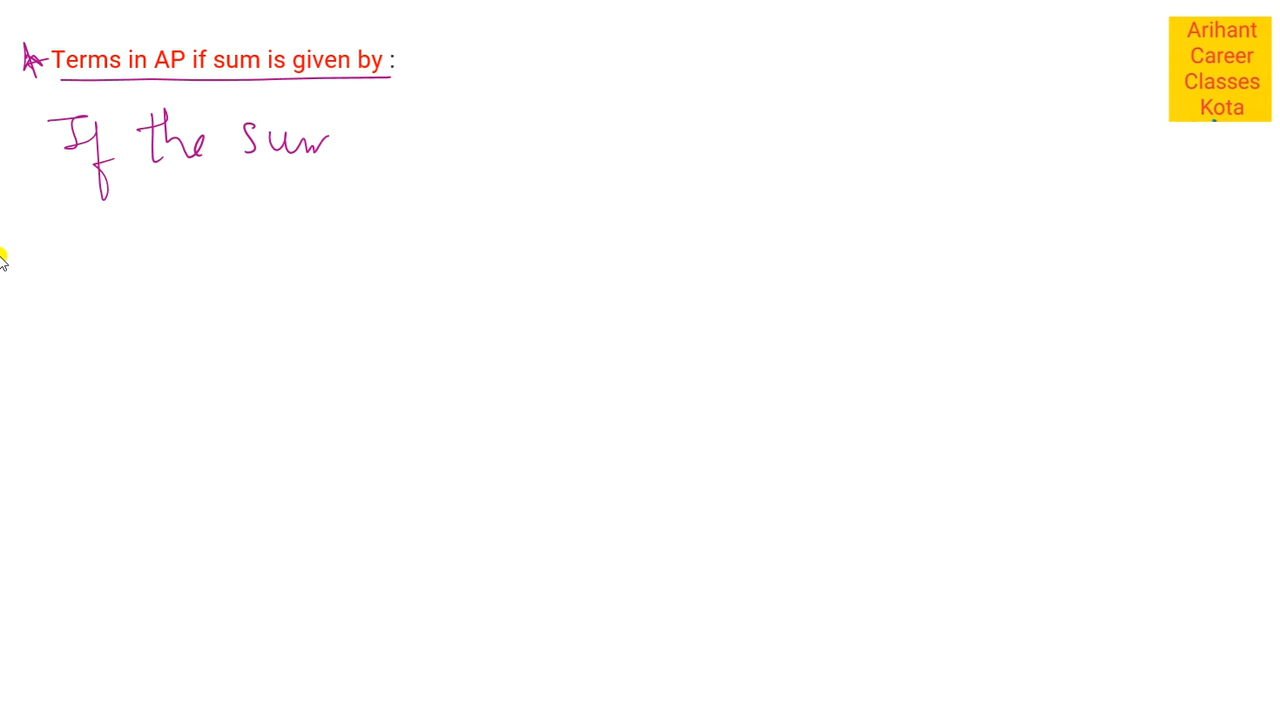 Terms in AP if sum is given by :
If the sum
Arihant
Career
Classes
Kota